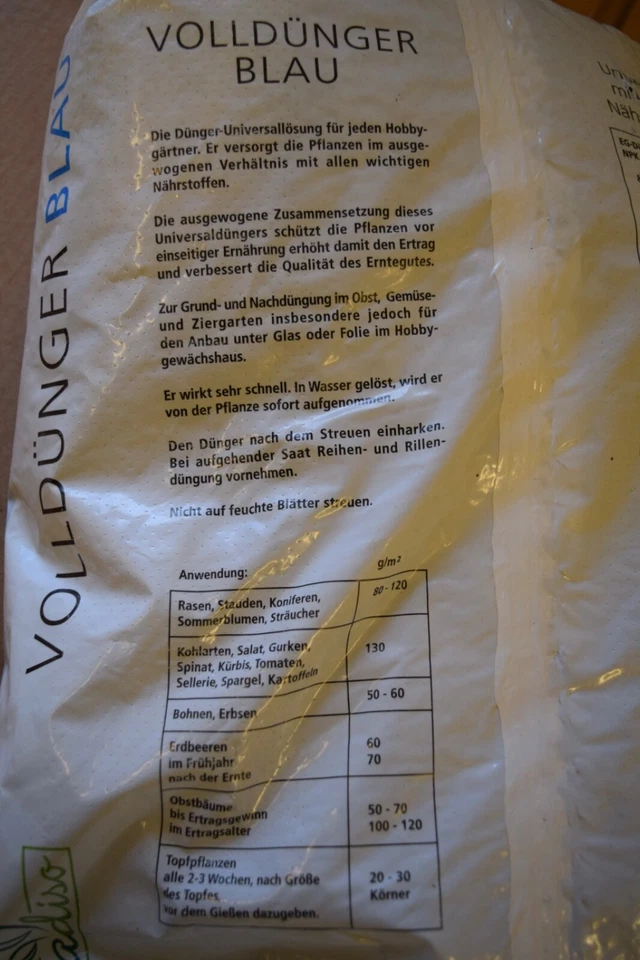 VOLLDÜNGER
BLAU
VOLLDÜNGER BLAU
Die Dünger-Universallösung für jeden Hobby-
gärtner. Er versorgt die Pflanzen im ausge-
wogenen Verhältnis mit allen wichtigen
Nährstoffen.
Die ausgewogene Zusammensetzung dieses
Universaldüngers schützt die Pflanzen vor
einseitiger Ernährung erhöht damit den Ertrag
und verbessert die Qualität des Erntegutes.
Zur Grund- und Nachdüngung im Obst, Gemüse-
und Ziergarten insbesondere jedoch für
den Anbau unter Glas oder Folie im Hobby-
gewächshaus.
Er wirkt sehr schnell. In Wasser gelöst, wird er
von der Pflanze sofort aufgenommen.
Den Dünger nach dem Streuen einharken.
Bei aufgehender Saat Reihen- und Rillen-
düngung vornehmen.
Nicht auf feuchte Blätter streuen.
Anwendung: g/m²
Rasen, Stauden, Koniferen, 80 - 120
Sommerblumen, Sträucher
Kohlarten, Salat, Gurken, 130
Spinat, Kürbis, Tomaten,
Sellerie, Spargel, Kartoffeln
Bohnen, Erbsen 50 - 60
Erdbeeren 60
im Frühjahr 70
nach der Ernte
Obstbäume
bis Ertragsgewinn 50 - 70
im Ertragsalter 100 - 120
Topfpflanzen
alle 2-3 Wochen, nach Größe 20 - 30
des Topfes, Körner
vor dem Gießen dazugeben.
NPK